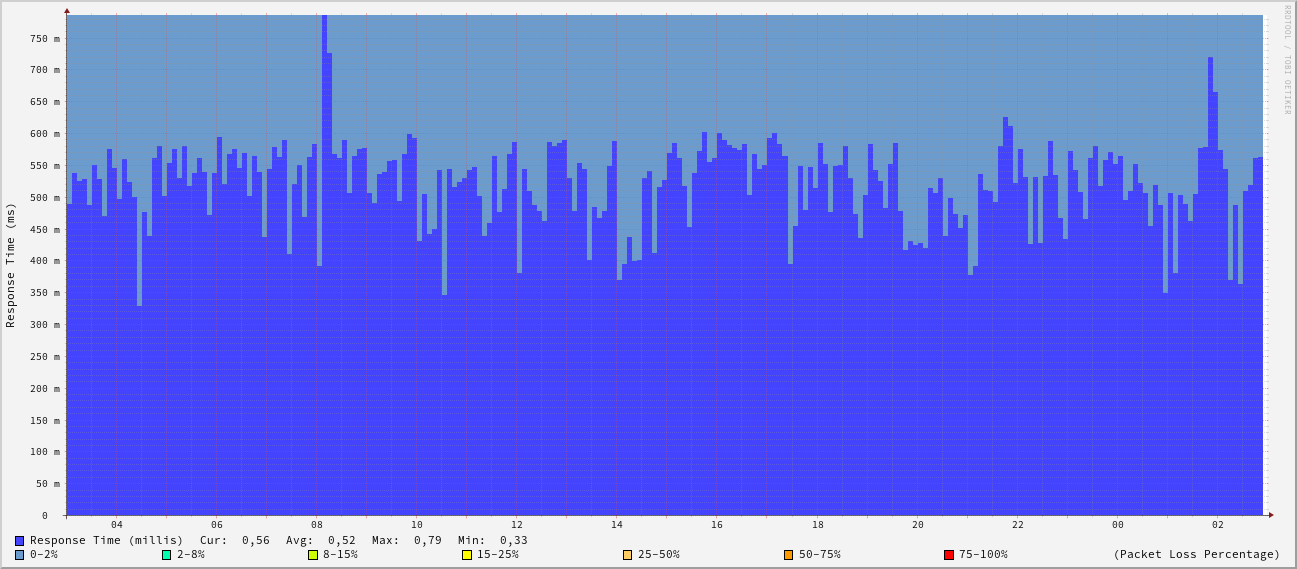 RRDTOOL / TOBI OETIKER
Response Time (ms)
750 m
700 m
650 m
600 m
550 m
500 m
450 m
400 m
350 m
300 m
250 m
200 m
150 m
100 m
50 m
0
04 06 08 10 12 14 16 18 20 22 00 02
Response Time (millis) Cur: 0,56 Avg: 0,52 Max: 0,79 Min: 0,33
0-2% 2-8% 8-15% 15-25% 25-50% 50-75% 75-100% (Packet Loss Percentage)